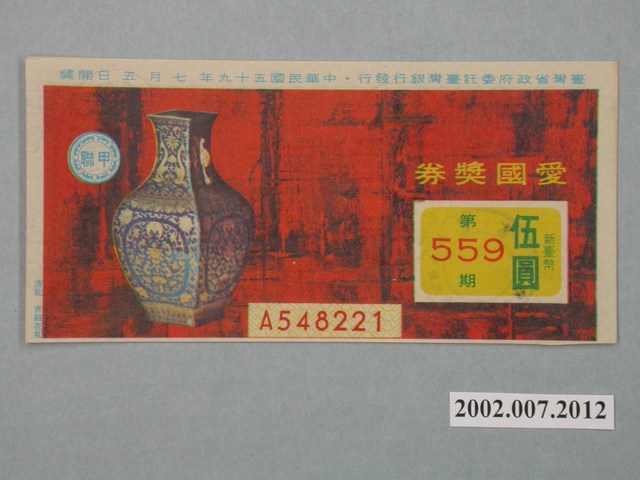 臺灣省政府委託臺灣銀行發行・中華民國五十九年七月五日開獎
甲聯
愛國獎券
第
559
期
新臺幣
伍圓
A548221
2002.007.2012